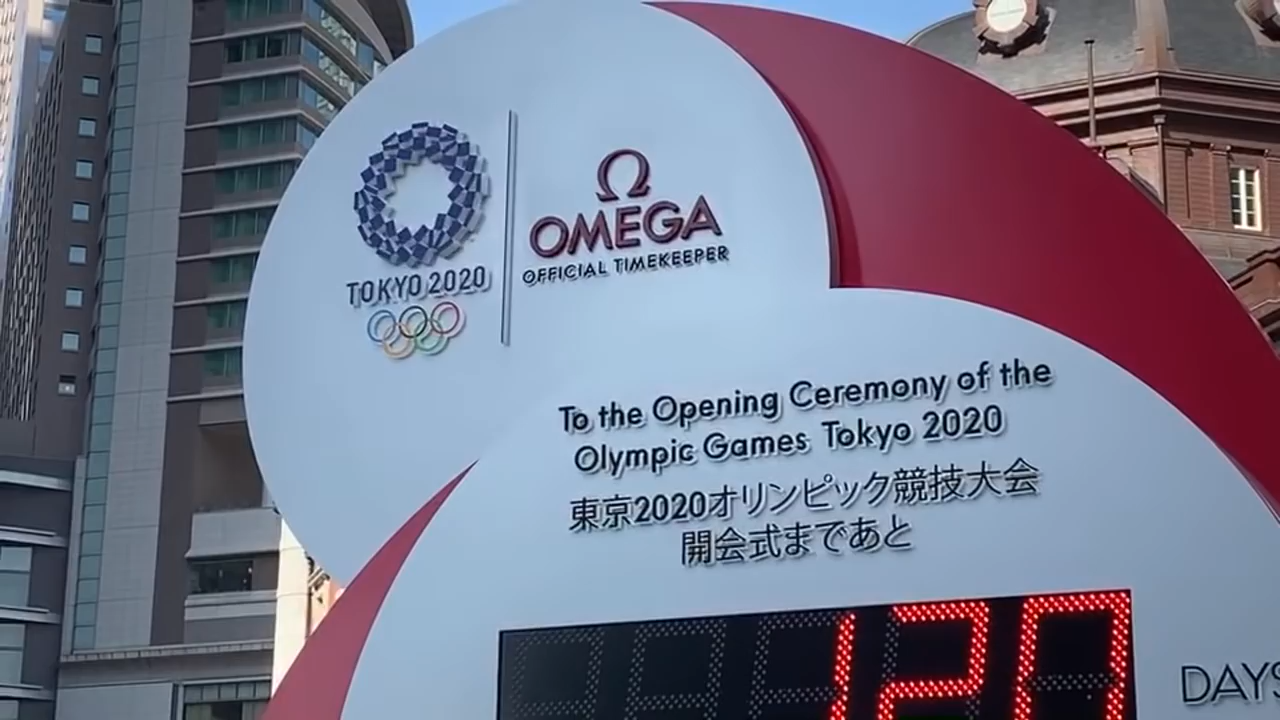 TOKYO 2020
Ω
OMEGA
OFFICIAL TIMEKEEPER
To the Opening Ceremony of the
Olympic Games Tokyo 2020
東京2020オリンピック競技大会
開会式まであと
DAYS